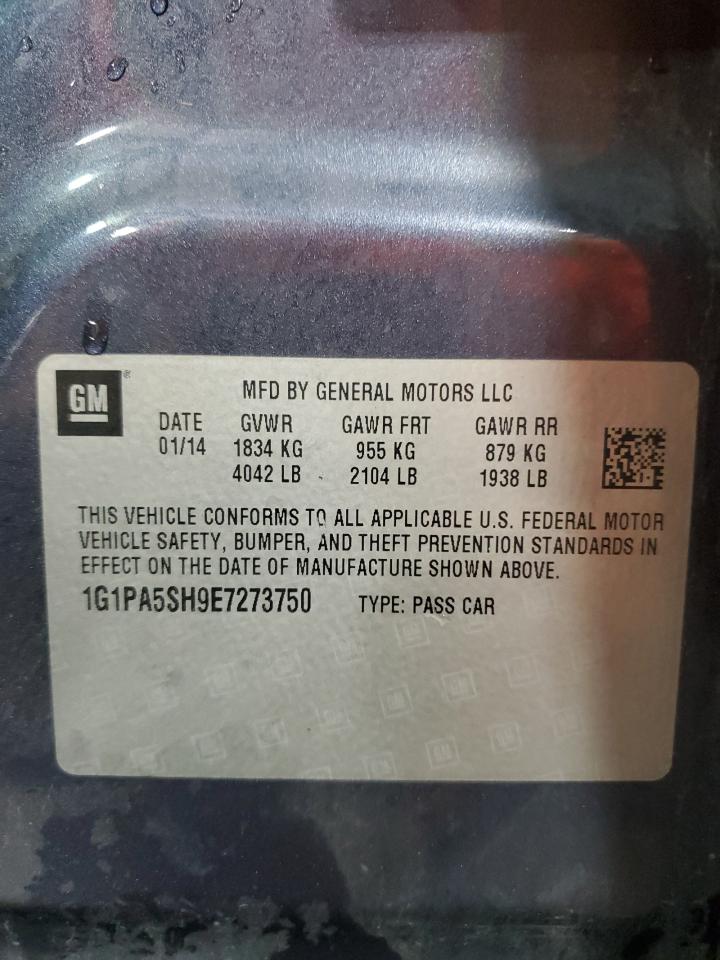 GM ®
MFD BY GENERAL MOTORS LLC
DATE GVWR GAWR FRT GAWR RR
01/14 1834 KG 955 KG 879 KG
4042 LB 2104 LB 1938 LB
THIS VEHICLE CONFORMS TO ALL APPLICABLE U.S. FEDERAL MOTOR
VEHICLE SAFETY, BUMPER, AND THEFT PREVENTION STANDARDS IN
EFFECT ON THE DATE OF MANUFACTURE SHOWN ABOVE.
1G1PA5SH9E7273750 TYPE: PASS CAR